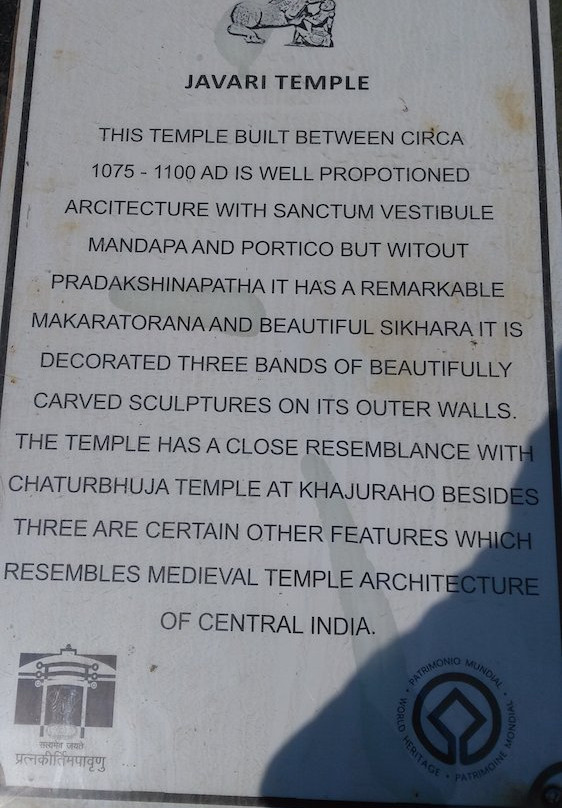 JAVARI TEMPLE
THIS TEMPLE BUILT BETWEEN CIRCA
1075 - 1100 AD IS WELL PROPOTIONED
ARCITECTURE WITH SANCTUM VESTIBULE
MANDAPA AND PORTICO BUT WITOUT
PRADAKSHINAPATHA IT HAS A REMARKABLE
MAKARATORANA AND BEAUTIFUL SIKHARA IT IS
DECORATED THREE BANDS OF BEAUTIFULLY
CARVED SCULPTURES ON ITS OUTER WALLS.
THE TEMPLE HAS A CLOSE RESEMBLANCE WITH
CHATURBHUJA TEMPLE AT KHAJURAHO BESIDES
THREE ARE CERTAIN OTHER FEATURES WHICH
RESEMBLES MEDIEVAL TEMPLE ARCHITECTURE
OF CENTRAL INDIA.
सत्यमेव जयते
प्रत्नकीर्तिमपावृणु
PATRIMONIO MUNDIAL
WORLD HERITAGE
PATRIMOINE MONDIAL